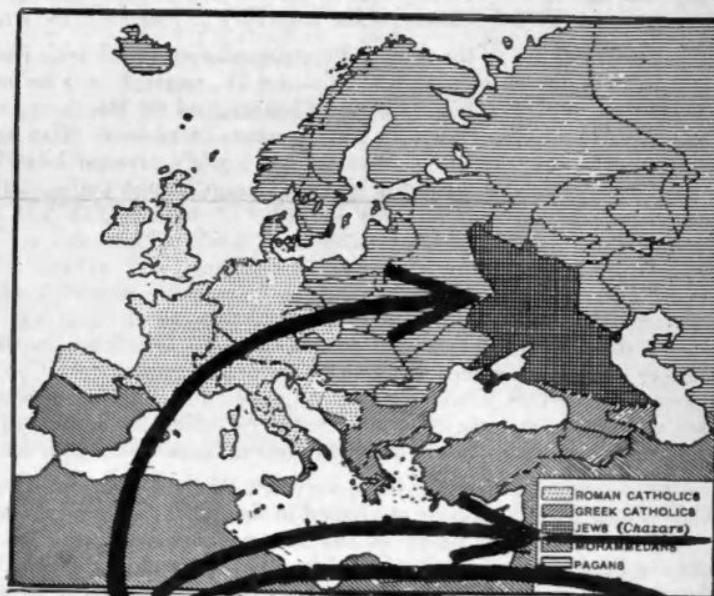 ROMAN CATHOLICS
GREEK CATHOLICS
JEWS (Chazars)
MOHAMMEDANS
PAGANS